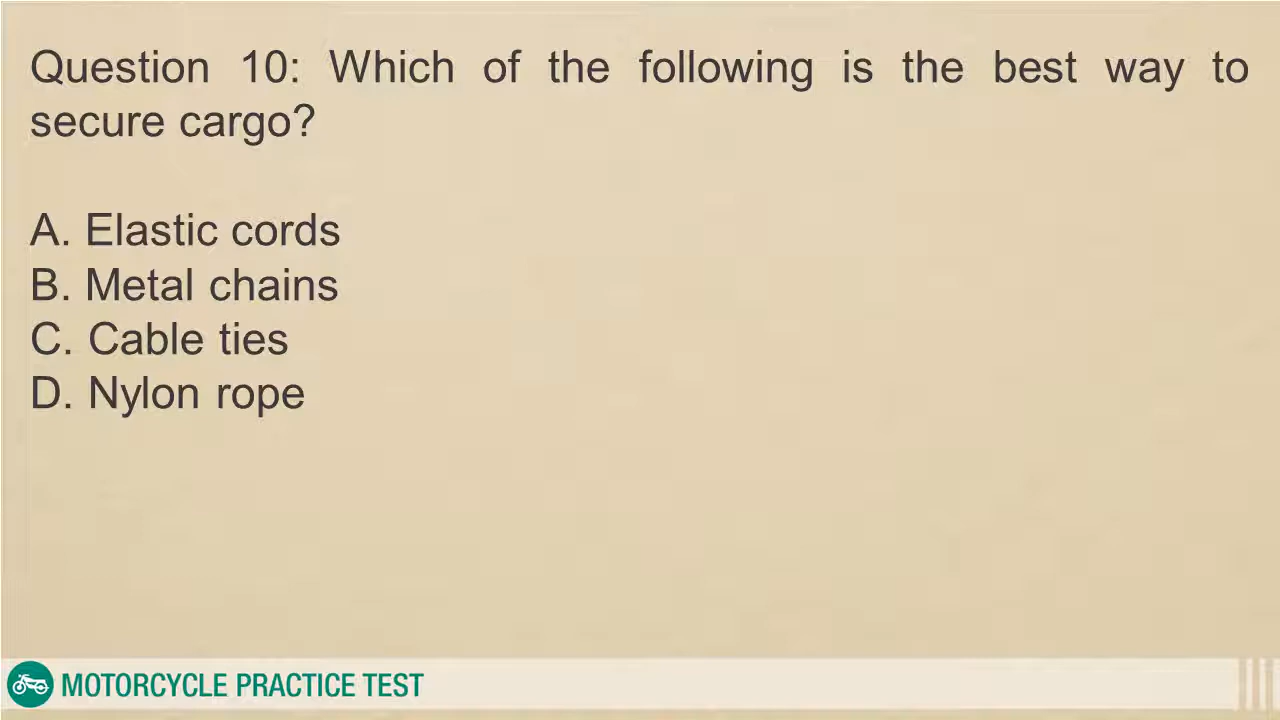 Question 10: Which of the following is the best way to
secure cargo?
A. Elastic cords
B. Metal chains
C. Cable ties
D. Nylon rope
MOTORCYCLE PRACTICE TEST